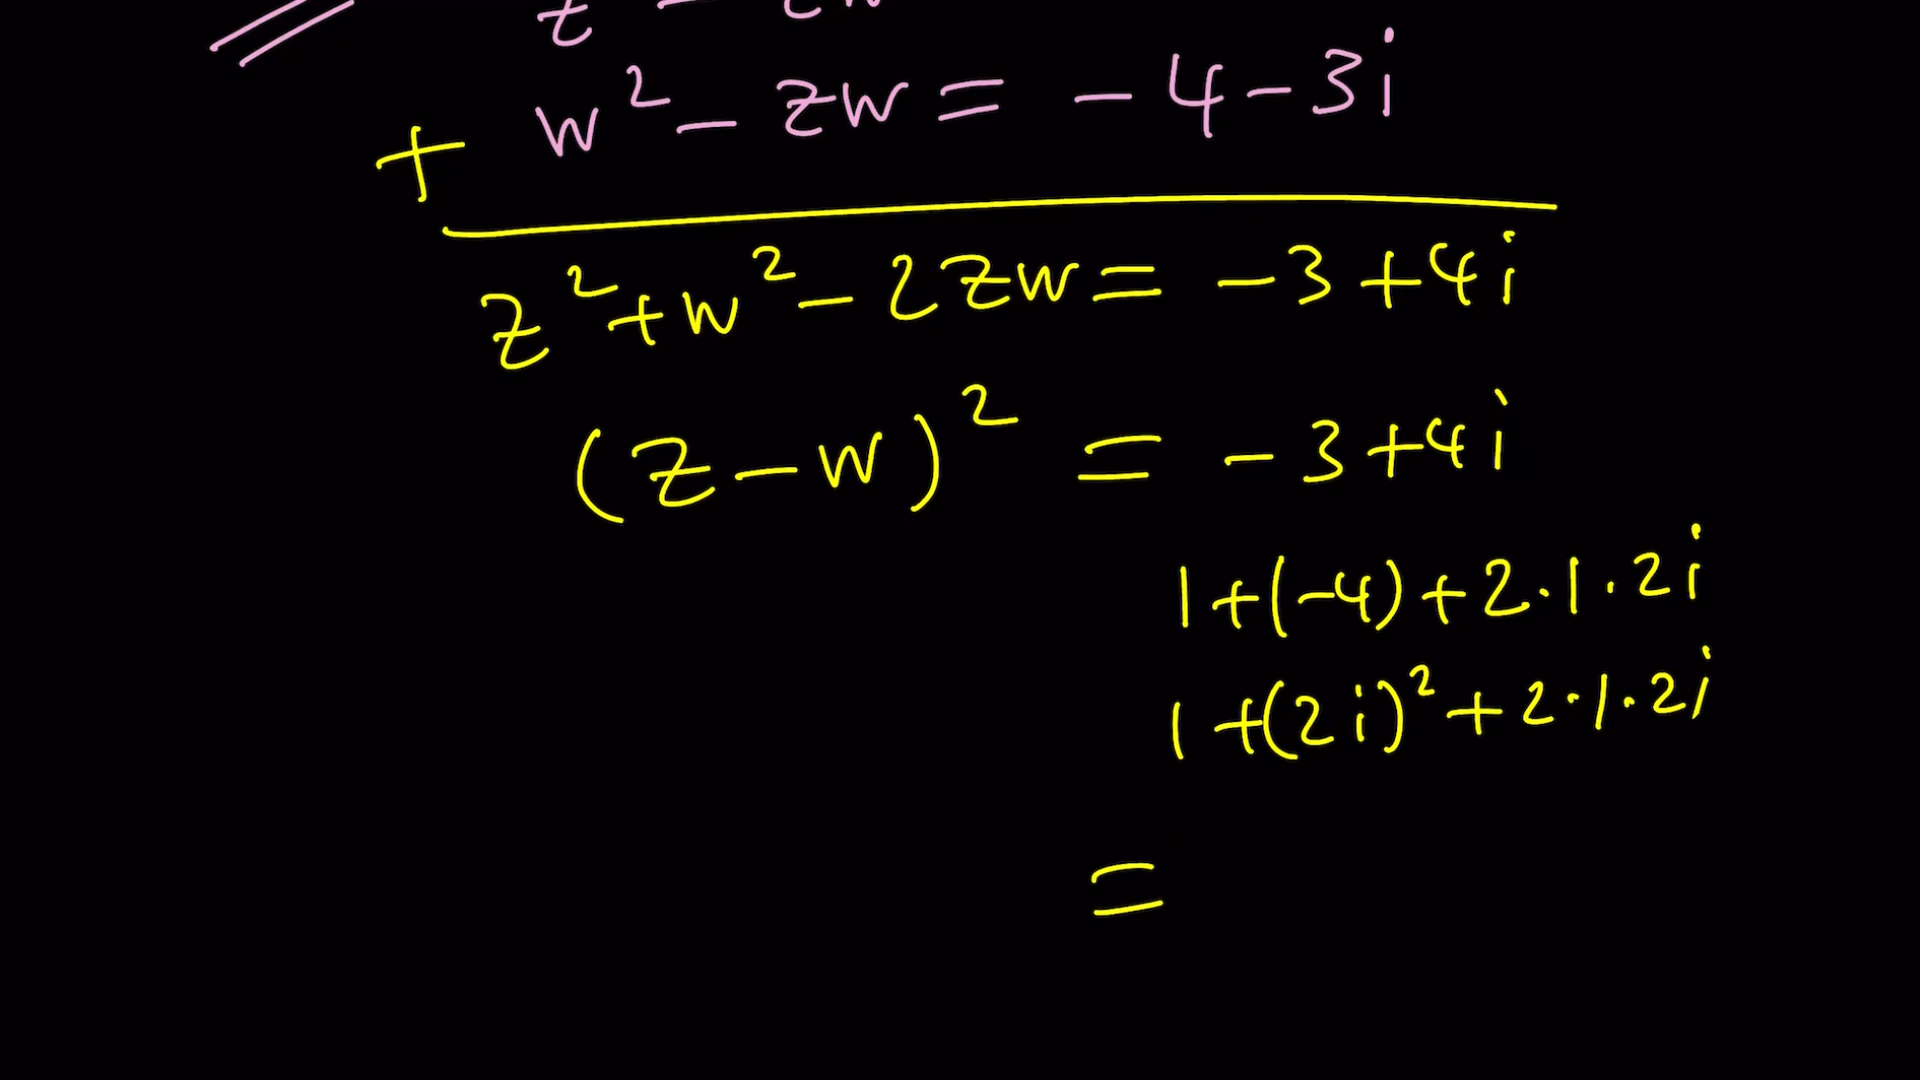 w² - zw = - 4 - 3i
+
z² + w² - 2zw = - 3 + 4i
(z - w)² = - 3 + 4i
1 + (-4) + 2 · 1 · 2i
1 + (2i)² + 2 · 1 · 2i
=